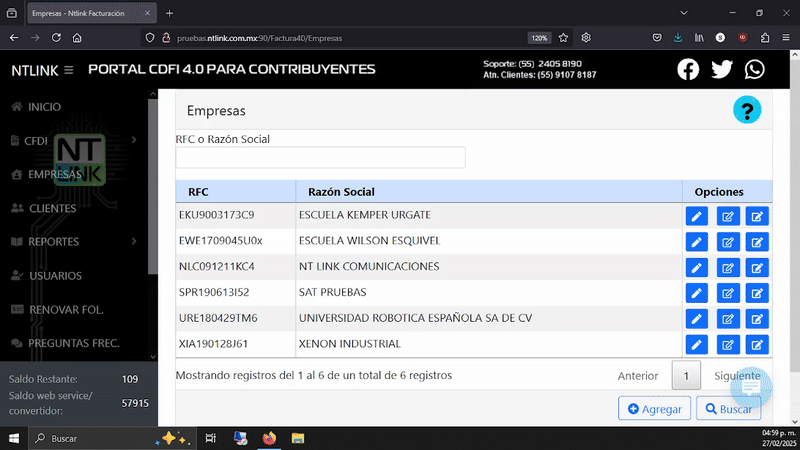 Empresas - Ntlink Facturación
pruebas.ntlink.com.mx:90/Factura40/Empresas
120%
NTLINK
PORTAL CDFI 4.0 PARA CONTRIBUYENTES
Soporte: (55) 2405 8190
Atn. Clientes: (55) 9107 8187
INICIO
CFDI
EMPRESAS
CLIENTES
REPORTES
USUARIOS
RENOVAR FOL.
PREGUNTAS FREC.
NT
LINK
Saldo Restante: 109
Saldo web service/
convertidor: 57915
Empresas
?
RFC o Razón Social
RFC Razón Social Opciones
EKU9003173C9 ESCUELA KEMPER URGATE
EWE1709045U0x ESCUELA WILSON ESQUIVEL
NLC091211KC4 NT LINK COMUNICACIONES
SPR190613I52 SAT PRUEBAS
URE180429TM6 UNIVERSIDAD ROBOTICA ESPAÑOLA SA DE CV
XIA190128J61 XENON INDUSTRIAL
Mostrando registros del 1 al 6 de un total de 6 registros
Anterior 1 Siguiente
Agregar Buscar
Buscar
04:59 p. m.
27/02/2025